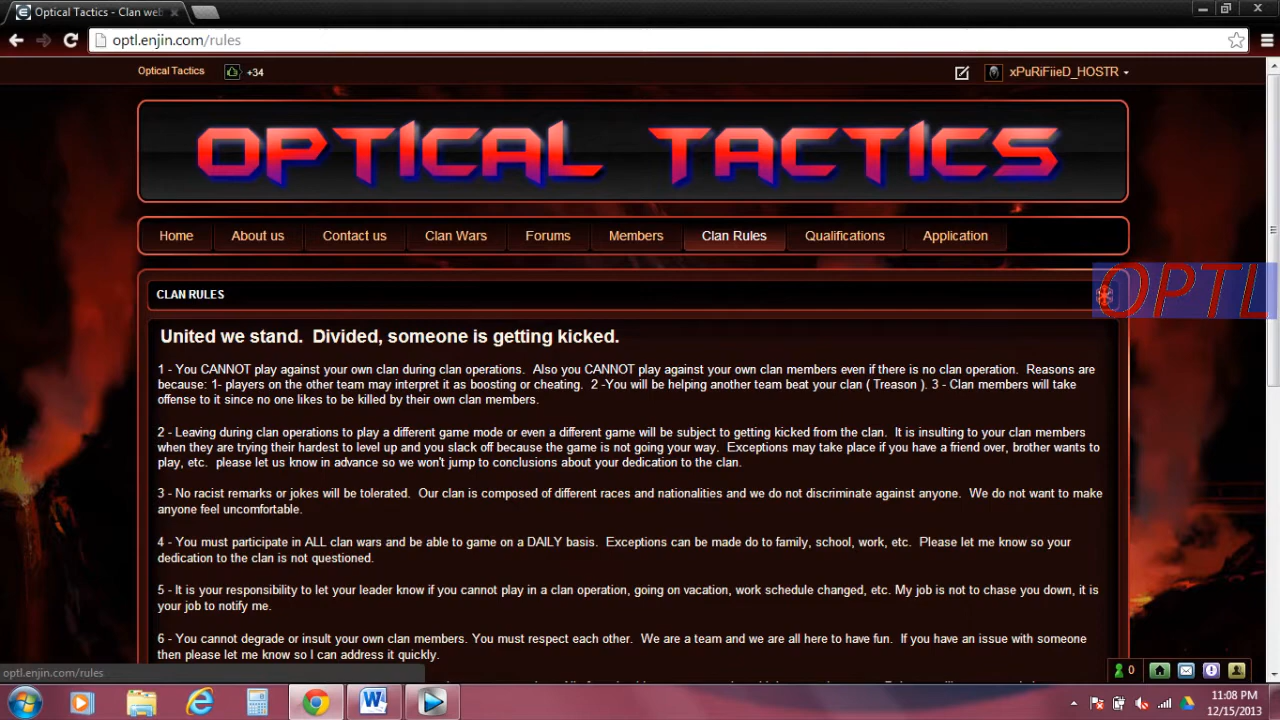 Optical Tactics - Clan web
optl.enjin.com/rules
Optical Tactics +34 xPuRiFiieD_HOSTR
OPTICAL TACTICS
Home About us Contact us Clan Wars Forums Members Clan Rules Qualifications Application
OPTL
CLAN RULES
United we stand.  Divided, someone is getting kicked.
1 - You CANNOT play against your own clan during clan operations.  Also you CANNOT play against your own clan members even if there is no clan operation.  Reasons are
because: 1- players on the other team may interpret it as boosting or cheating.  2 -You will be helping another team beat your clan ( Treason ). 3 - Clan members will take
offense to it since no one likes to be killed by their own clan members.
2 - Leaving during clan operations to play a different game mode or even a different game will be subject to getting kicked from the clan.  It is insulting to your clan members
when they are trying their hardest to level up and you slack off because the game is not going your way.  Exceptions may take place if you have a friend over, brother wants to
play, etc.  please let us know in advance so we won't jump to conclusions about your dedication to the clan.
3 - No racist remarks or jokes will be tolerated.  Our clan is composed of different races and nationalities and we do not discriminate against anyone.  We do not want to make
anyone feel uncomfortable.
4 - You must participate in ALL clan wars and be able to game on a DAILY basis.  Exceptions can be made do to family, school, work, etc.  Please let me know so your
dedication to the clan is not questioned.
5 - It is your responsibility to let your leader know if you cannot play in a clan operation, going on vacation, work schedule changed, etc. My job is not to chase you down, it is
your job to notify me.
6 - You cannot degrade or insult your own clan members. You must respect each other.  We are a team and we are all here to have fun.  If you have an issue with someone
then please let me know so I can address it quickly.
optl.enjin.com/rules
0
11:08 PM
12/15/2013